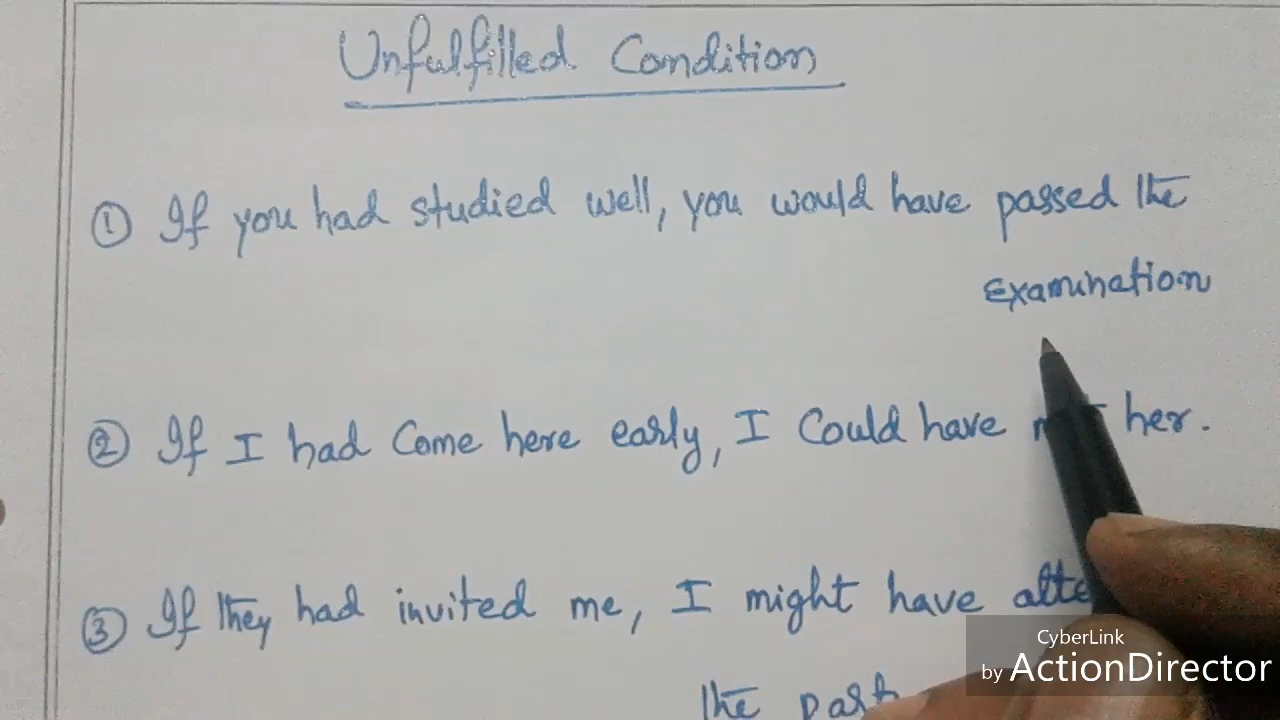 Unfulfilled Condition
① If you had studied well, you would have passed the
Examination
② If I had Come here early, I Could have her.
③ If they had invited me, I might have
the
CyberLink
by ActionDirector